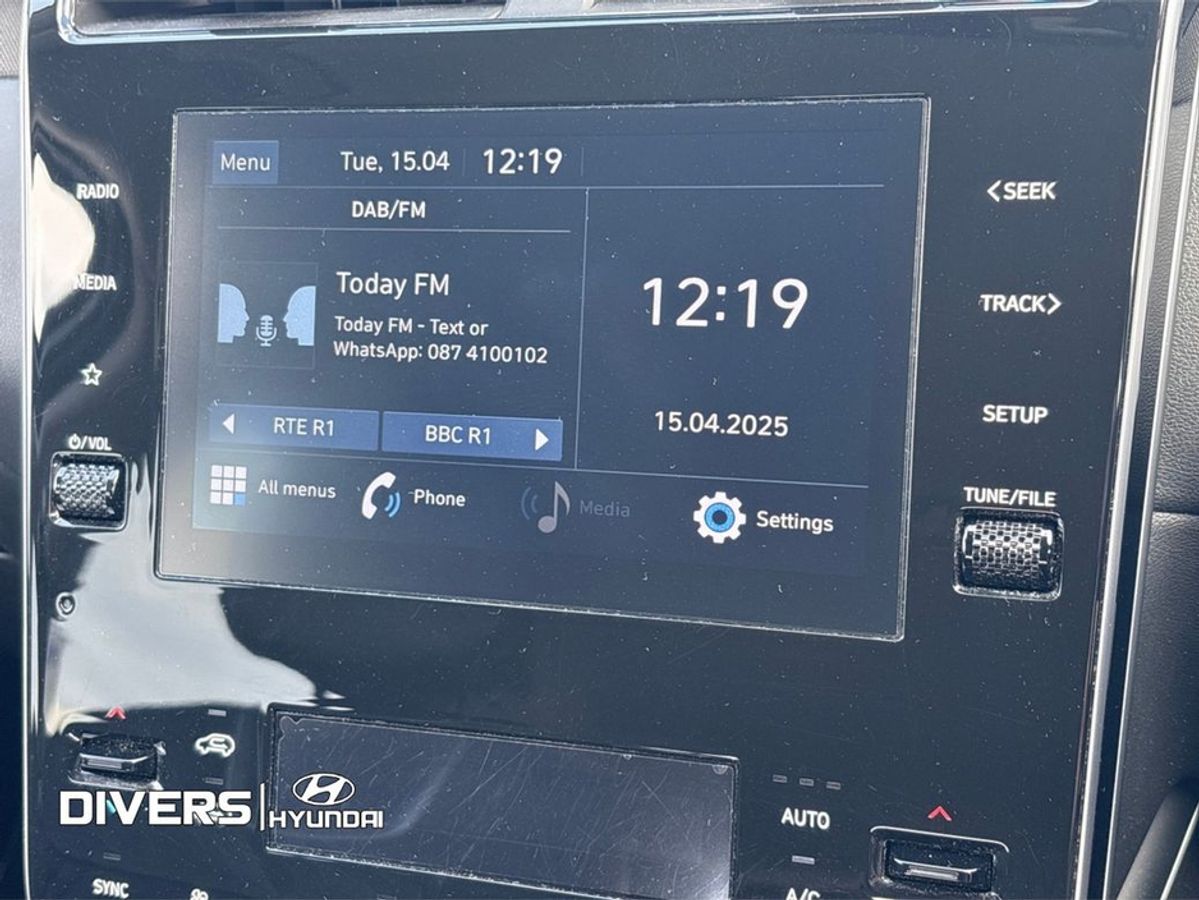 Menu
Tue, 15.04
12:19
DAB/FM
Today FM
Today FM - Text or
WhatsApp: 087 4100102
RTE R1
BBC R1
12:19
15.04.2025
All menus
Phone
Media
Settings
RADIO
MEDIA
/VOL
<SEEK
TRACK>
SETUP
TUNE/FILE
DIVERS
HYUNDAI
AUTO
SYNC
A/C